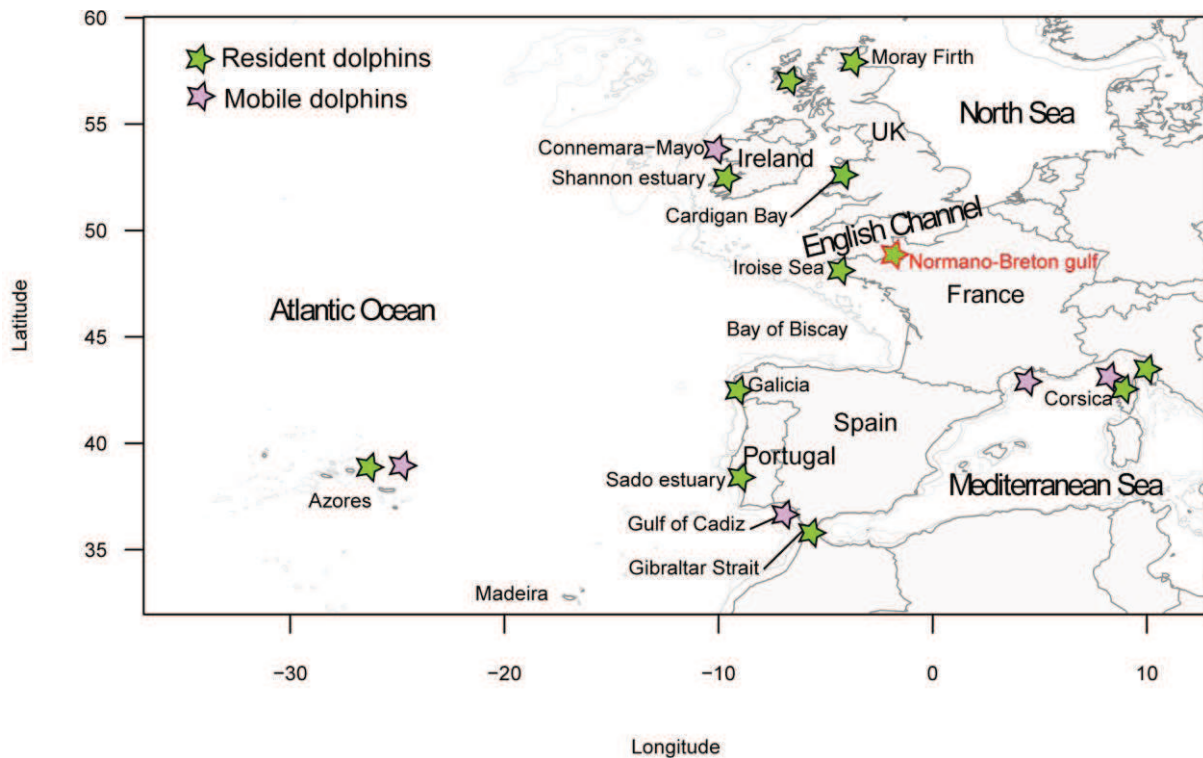 60
Resident dolphins
Moray Firth
Mobile dolphins
North Sea
55
UK
Connemara−Mayo
Ireland
Shannon estuary
Cardigan Bay
50
English Channel
Iroise Sea
Normano-Breton gulf
France
Latitude
Atlantic Ocean
Bay of Biscay
45
Galicia
Corsica
Spain
40
Portugal
Sado estuary
Mediterranean Sea
Azores
Gulf of Cadiz
35
Gibraltar Strait
Madeira
−30 −20 −10 0 10
Longitude